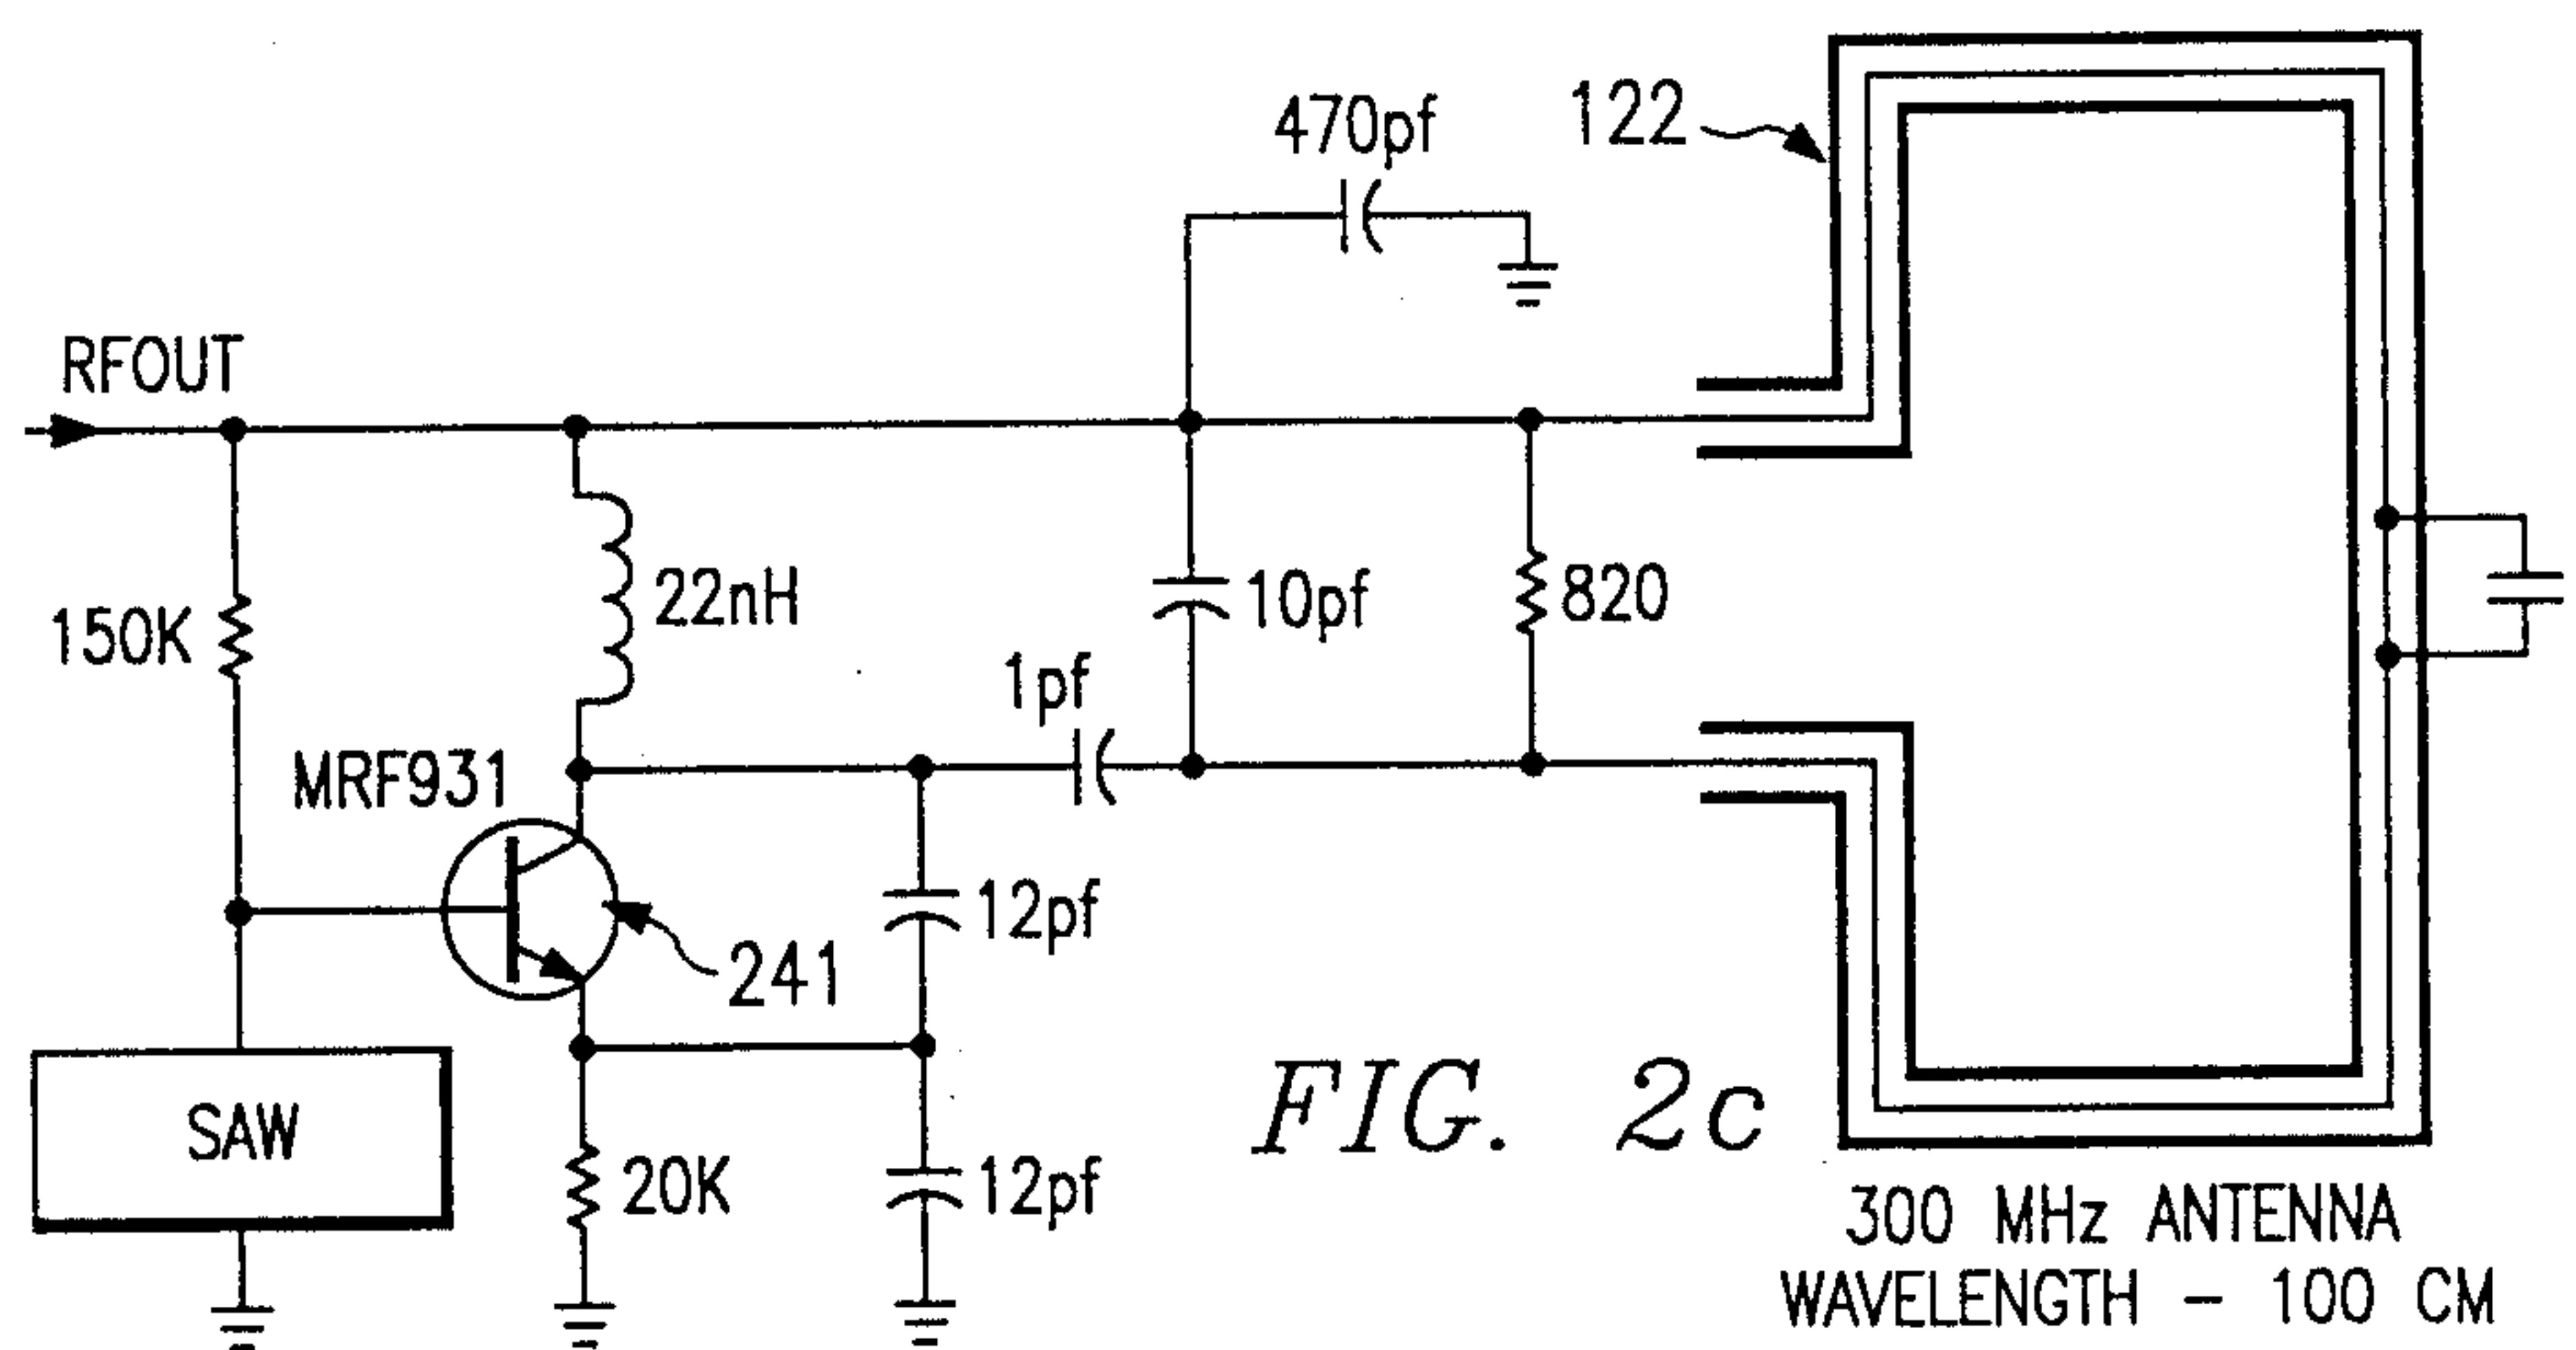 470pf
122
RFOUT
150K
22nH
10pf
820
1pf
MRF931
12pf
241
SAW
20K
12pf
FIG. 2c
300 MHz ANTENNA
WAVELENGTH - 100 CM